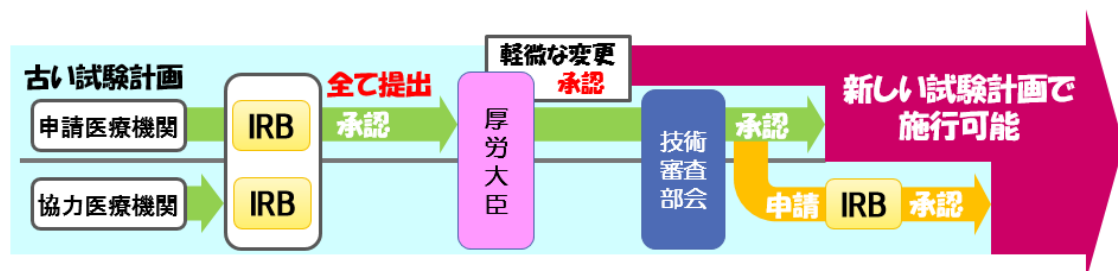 古い試験計画
申請医療機関
IRB
全て提出
承認
厚労大臣
軽微な変更
承認
技術
審査
部会
承認
新しい試験計画で
施行可能
協力医療機関
IRB
申請
IRB
承認